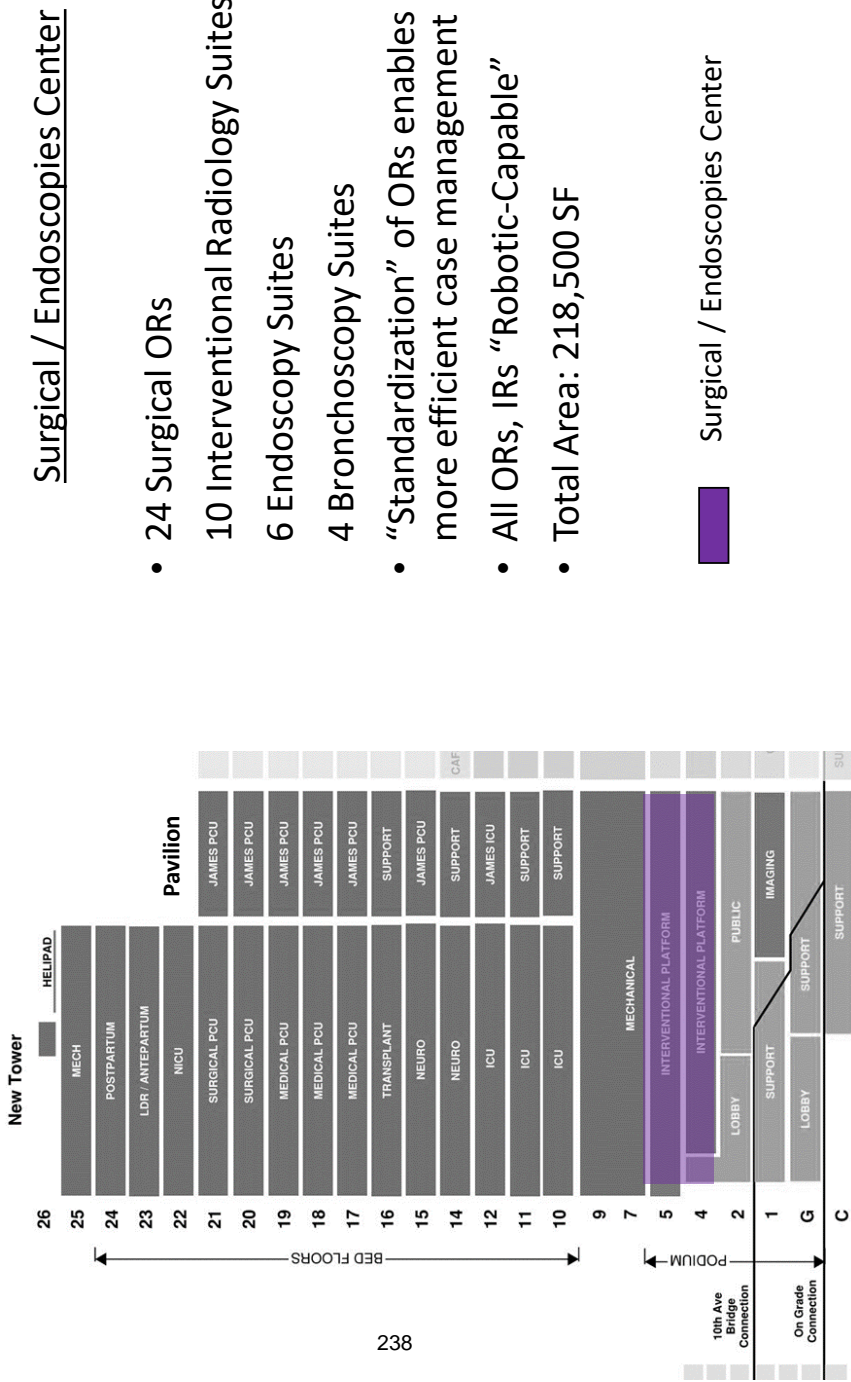 Surgical / Endoscopies Center
• 24 Surgical ORs
10 Interventional Radiology Suites
6 Endoscopy Suites
4 Bronchoscopy Suites
• “Standardization” of ORs enables
more efficient case management
• All ORs, IRs “Robotic-Capable”
• Total Area: 218,500 SF
Surgical / Endoscopies Center
New Tower
Pavilion
26 HELIPAD
25 MECH
24 POSTPARTUM
23 LDR / ANTEPARTUM
22 NICU
21 SURGICAL PCU JAMES PCU
20 SURGICAL PCU JAMES PCU
19 MEDICAL PCU JAMES PCU
18 MEDICAL PCU JAMES PCU
17 MEDICAL PCU JAMES PCU
16 TRANSPLANT SUPPORT
15 NEURO JAMES PCU
14 NEURO SUPPORT CAF
12 ICU JAMES ICU
11 ICU SUPPORT
10 ICU SUPPORT
9
7 MECHANICAL
5 INTERVENTIONAL PLATFORM
4 INTERVENTIONAL PLATFORM
2 LOBBY PUBLIC
1 SUPPORT IMAGING
G LOBBY SUPPORT
C SUPPORT SU
BED FLOORS
PODIUM
10th Ave
Bridge
Connection
On Grade
Connection
238